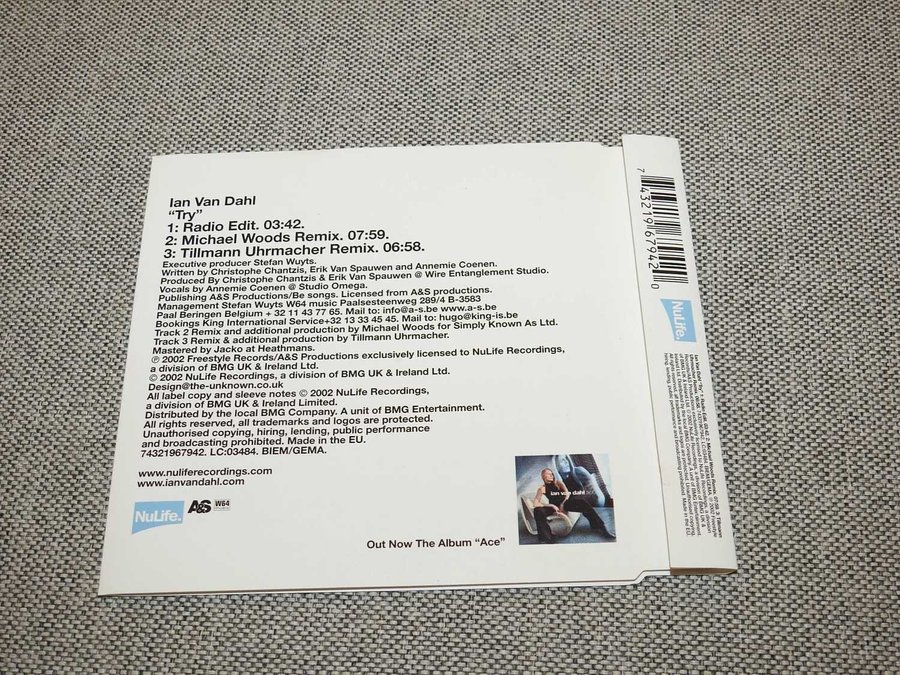 Ian Van Dahl
“Try”
1: Radio Edit. 03:42.
2: Michael Woods Remix. 07:59.
3: Tillmann Uhrmacher Remix. 06:58.
Executive producer Stefan Wuyts.
Written by Christophe Chantzis, Erik Van Spauwen and Annemie Coenen.
Produced By Christophe Chantzis & Erik Van Spauwen @ Wire Entanglement Studio.
Vocals by Annemie Coenen @ Studio Omega.
Publishing A&S Productions/Be songs. Licensed from A&S productions.
Management Stefan Wuyts W64 music Paalsesteenweg 289/4 B-3583
Paal Beringen Belgium + 32 11 43 77 65. Mail to: info@a-s.be www.a-s.be
Bookings King International Service+32 13 33 45 45. Mail to: hugo@king-is.be
Track 2 Remix and additional production by Michael Woods for Simply Known As Ltd.
Track 3 Remix & additional production by Tillmann Uhrmacher.
Mastered by Jacko at Heathmans.
℗ 2002 Freestyle Records/A&S Productions exclusively licensed to NuLife Recordings,
a division of BMG UK & Ireland Ltd.
© 2002 NuLife Recordings, a division of BMG UK & Ireland Ltd.
Design@the-unknown.co.uk
All label copy and sleeve notes © 2002 NuLife Recordings,
a division of BMG UK & Ireland Limited.
Distributed by the local BMG Company. A unit of BMG Entertainment.
All rights reserved, all trademarks and logos are protected.
Unauthorised copying, hiring, lending, public performance
and broadcasting prohibited. Made in the EU.
74321967942. LC:03484. BIEM/GEMA.
www.nuliferecordings.com
www.ianvandahl.com
NuLife.
A&S
W64
ian van dahl ace
Out Now The Album “Ace”
7 43219 67942 0
NuLife.